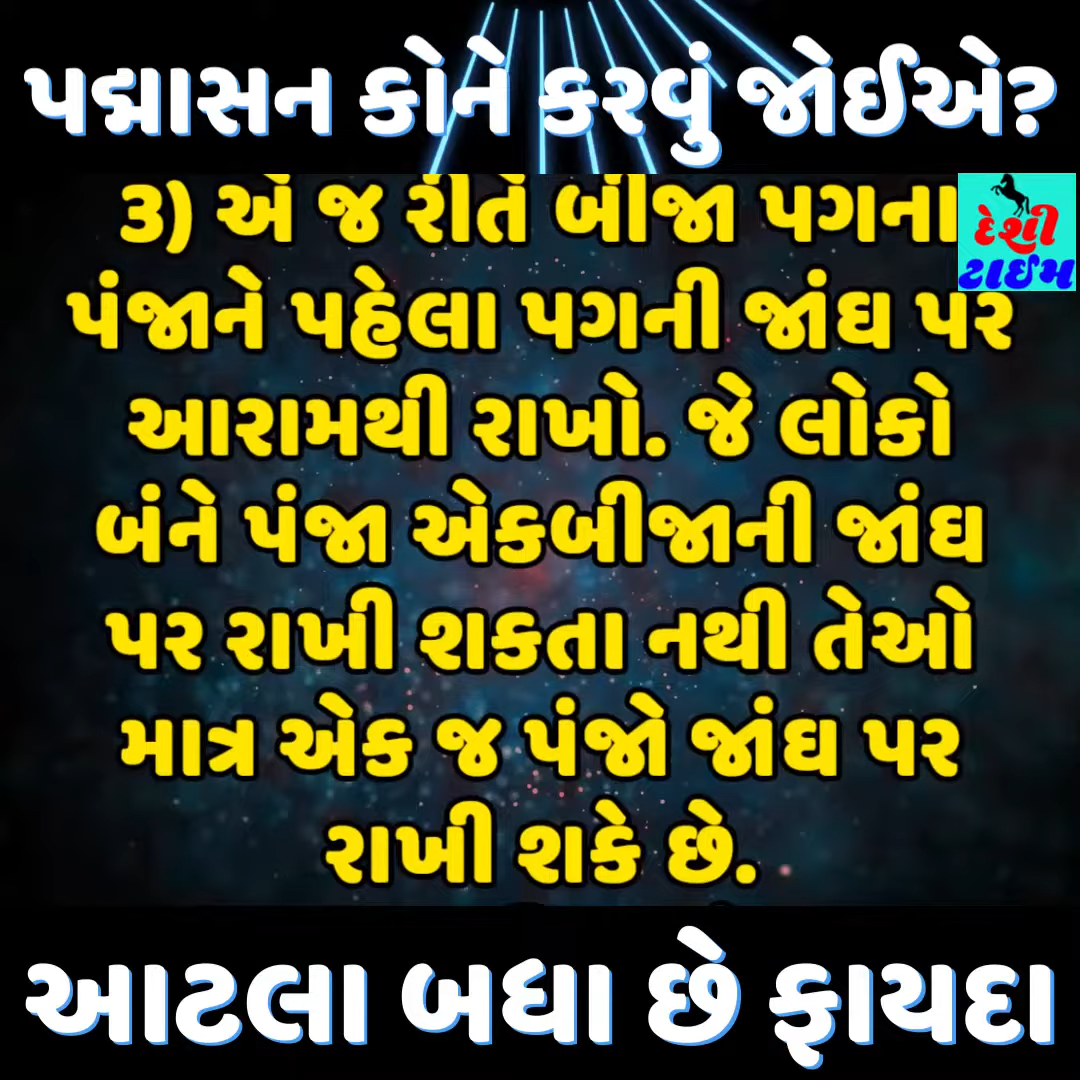 પદ્માસન કોને કરવું જોઈએ?
૩) એ જ રીતે બીજા પગના
દેશી
ટાઈમ
પંજાને પહેલા પગની જાંઘ પર
આરામથી રાખો. જે લોકો
બંને પંજા એકબીજાની જાંઘ
પર રાખી શકતા નથી તેઓ
માત્ર એક જ પંજો જાંઘ પર
રાખી શકે છે.
આટલા બધા છે ફાયદા